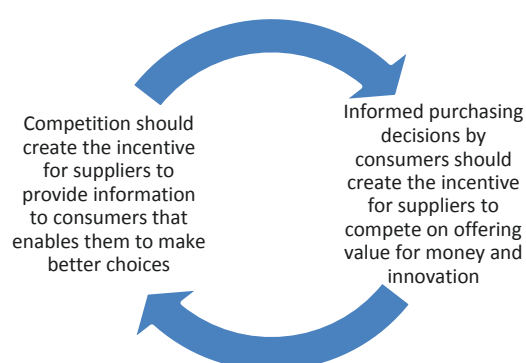 Competition should
create the incentive
for suppliers to
provide information
to consumers that
enables them to make
better choices
Informed purchasing
decisions by
consumers should
create the incentive
for suppliers to
compete on offering
value for money and
innovation